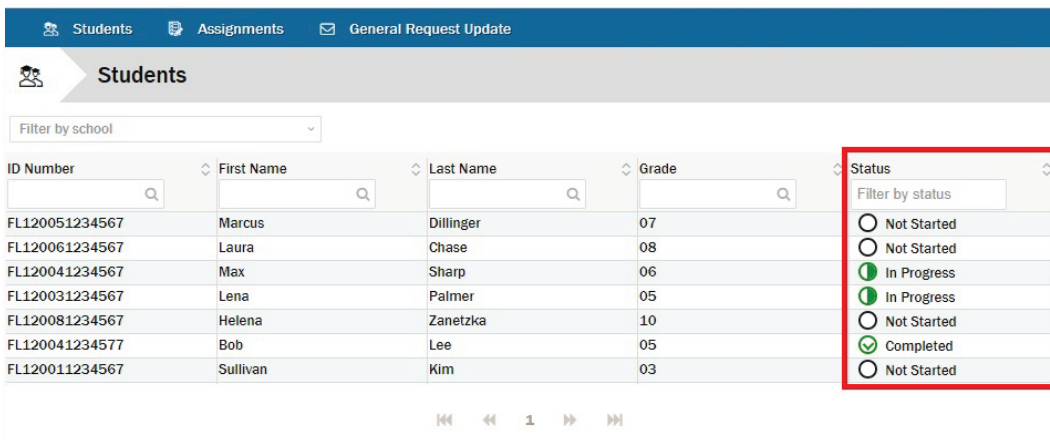 Students Assignments General Request Update
Students
Filter by school
ID Number First Name Last Name Grade Status
Filter by status
FL120051234567 Marcus Dillinger 07 Not Started
FL120061234567 Laura Chase 08 Not Started
FL120041234567 Max Sharp 06 In Progress
FL120031234567 Lena Palmer 05 In Progress
FL120081234567 Helena Zanetzka 10 Not Started
FL120041234577 Bob Lee 05 Completed
FL120011234567 Sullivan Kim 03 Not Started
1